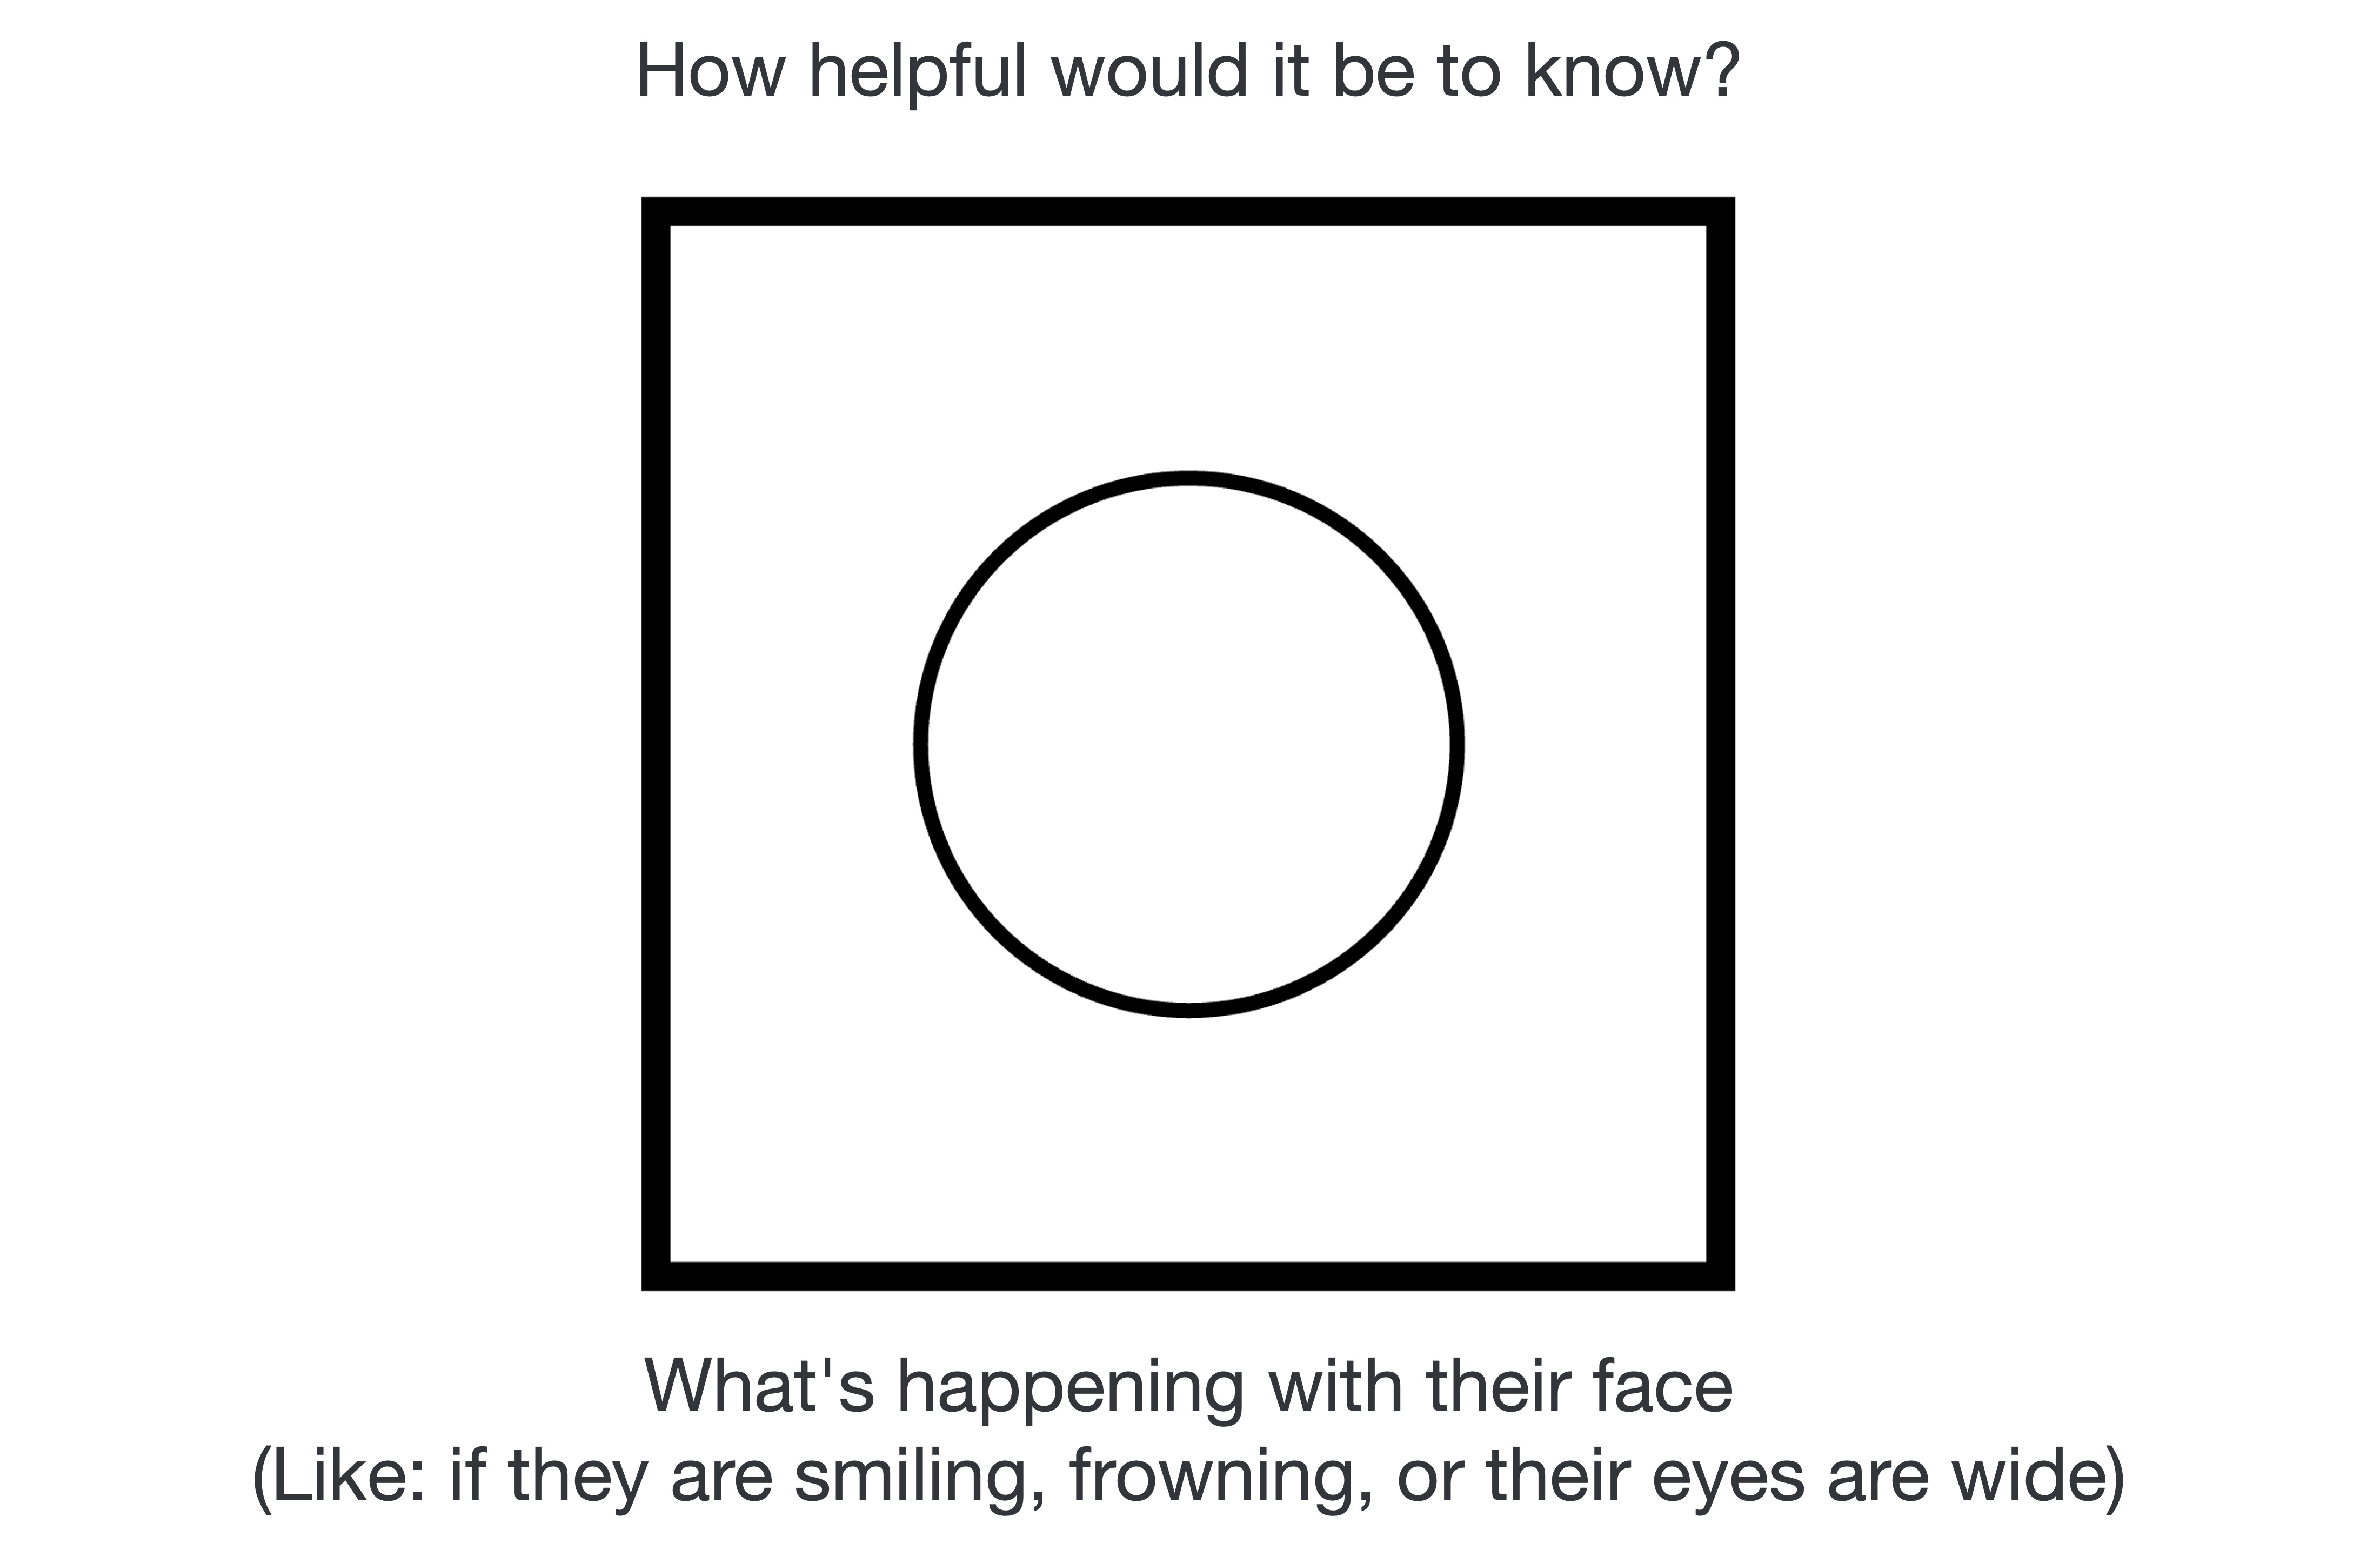 How helpful would it be to know?
What's happening with their face
(Like: if they are smiling, frowning, or their eyes are wide)